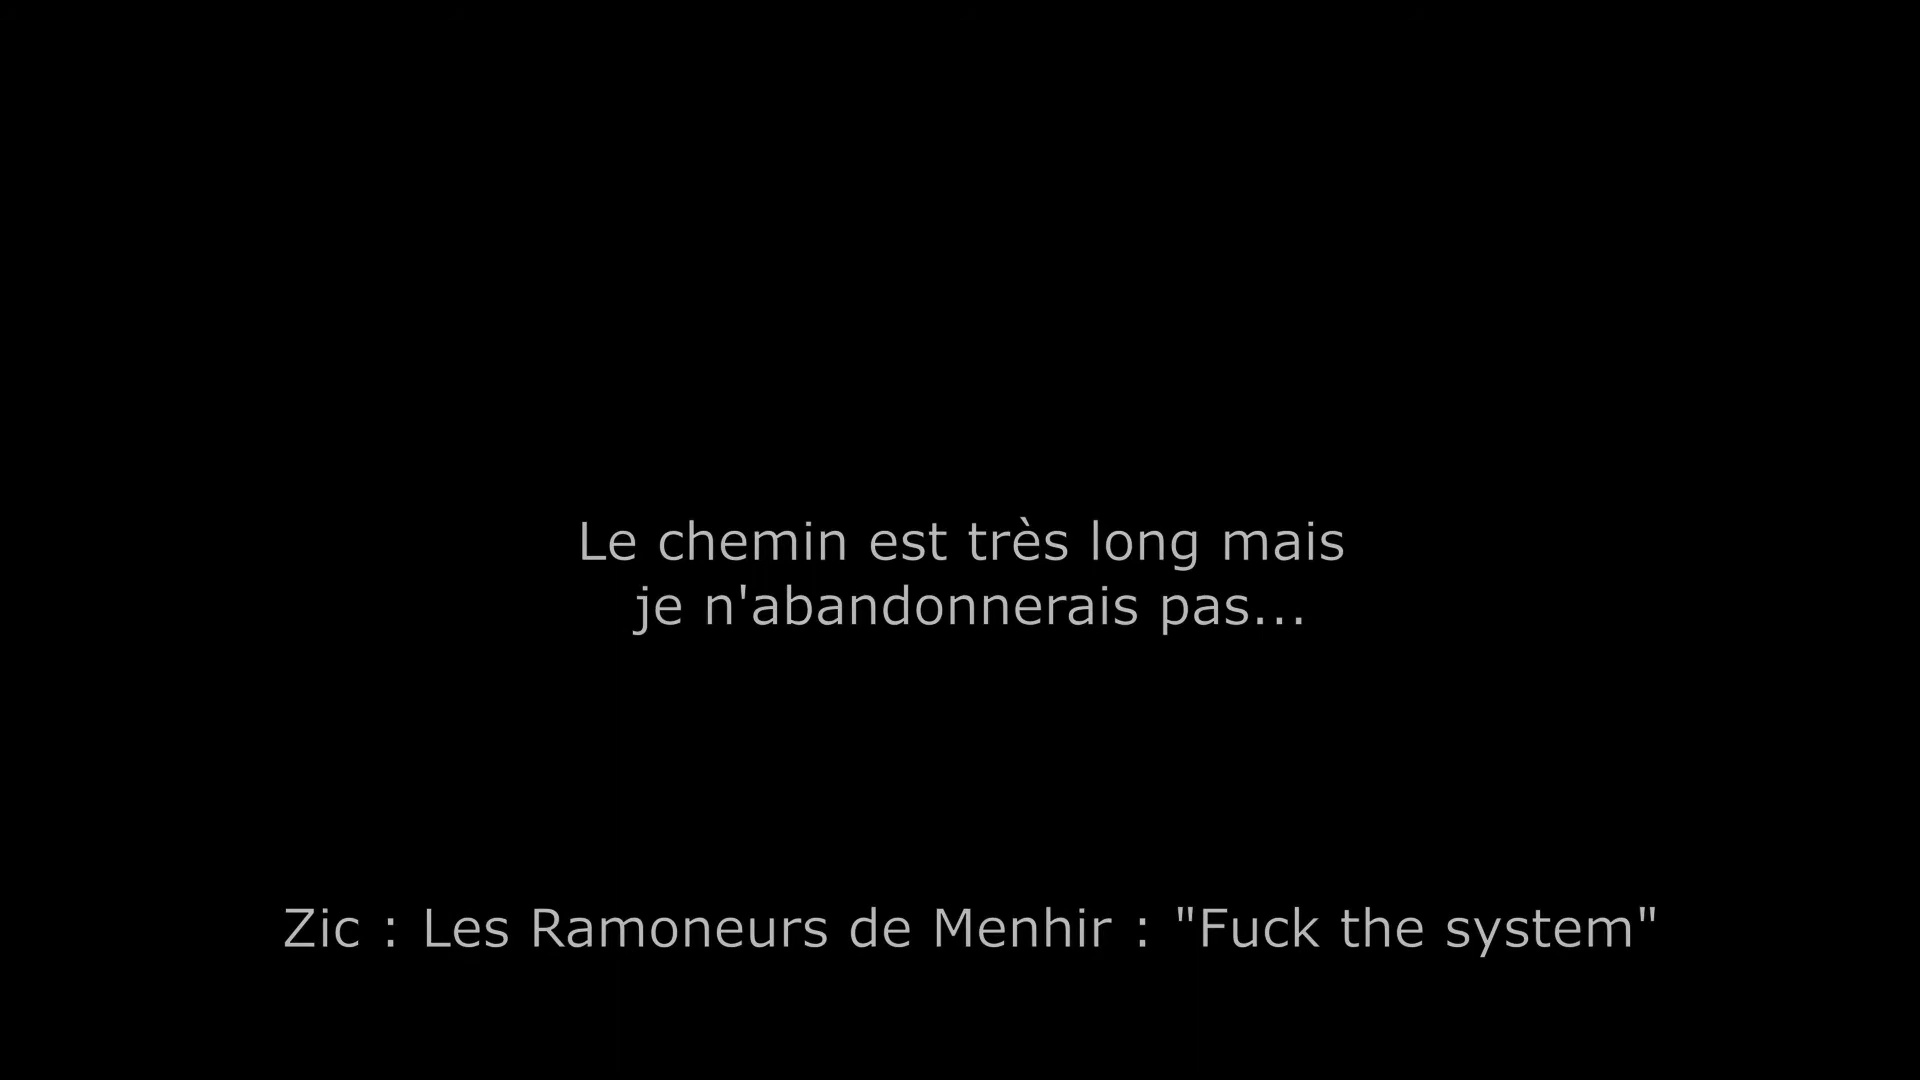 Le chemin est très long mais
je n'abandonnerais pas...
Zic : Les Ramoneurs de Menhir : "Fuck the system"